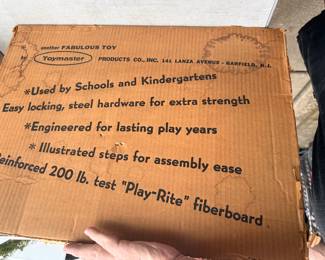 another FABULOUS TOY
Toymaster PRODUCTS CO., INC. 141 LANZA AVENUE - GARFIELD, N.J.
*Used by Schools and Kindergartens
Easy locking, steel hardware for extra strength
*Engineered for lasting play years
* Illustrated steps for assembly ease
Reinforced 200 lb. test "Play-Rite" fiberboard